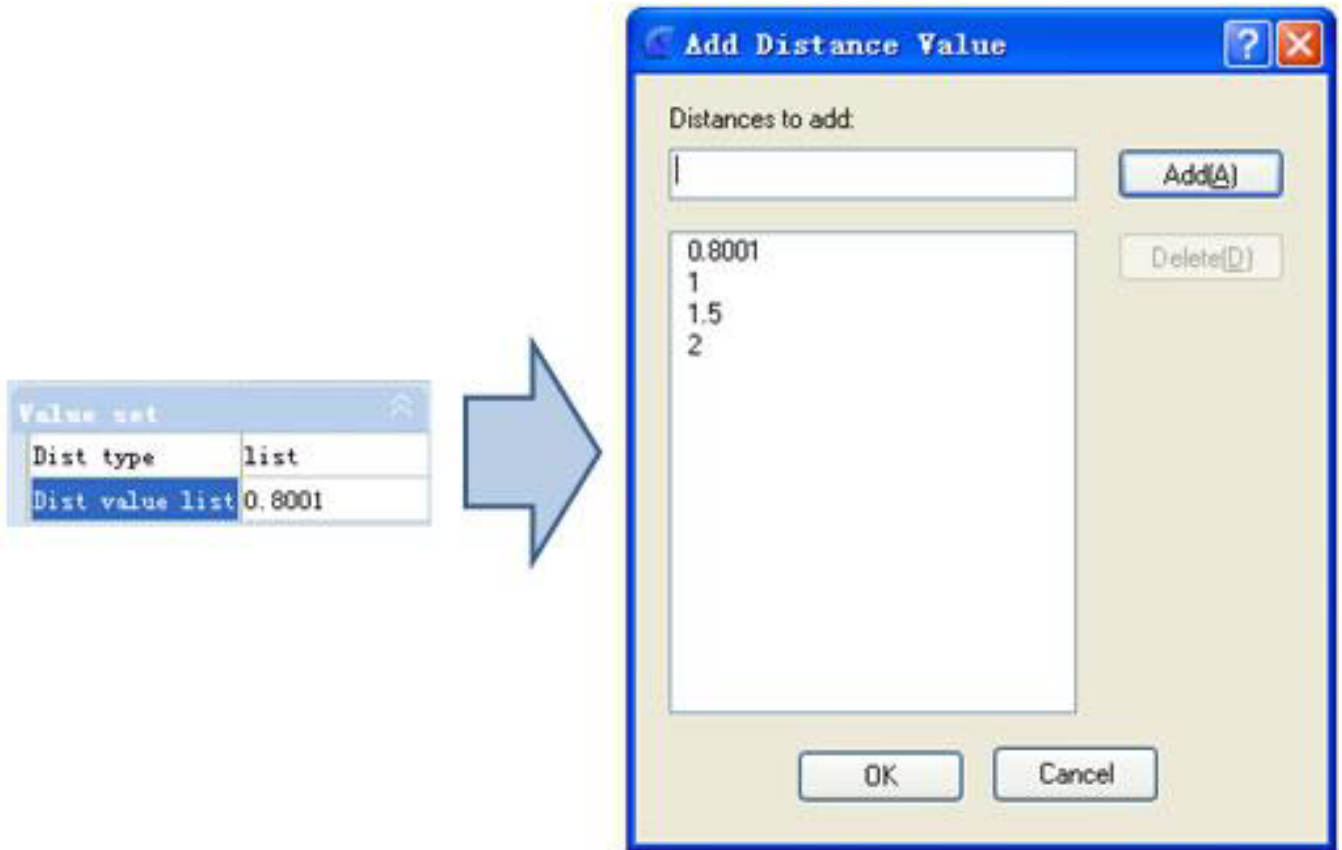 Value set
Dist type list
Dist value list 0.8001
Add Distance Value
Distances to add:
Add(A)
0.8001
Delete(D)
1
1.5
2
OK Cancel